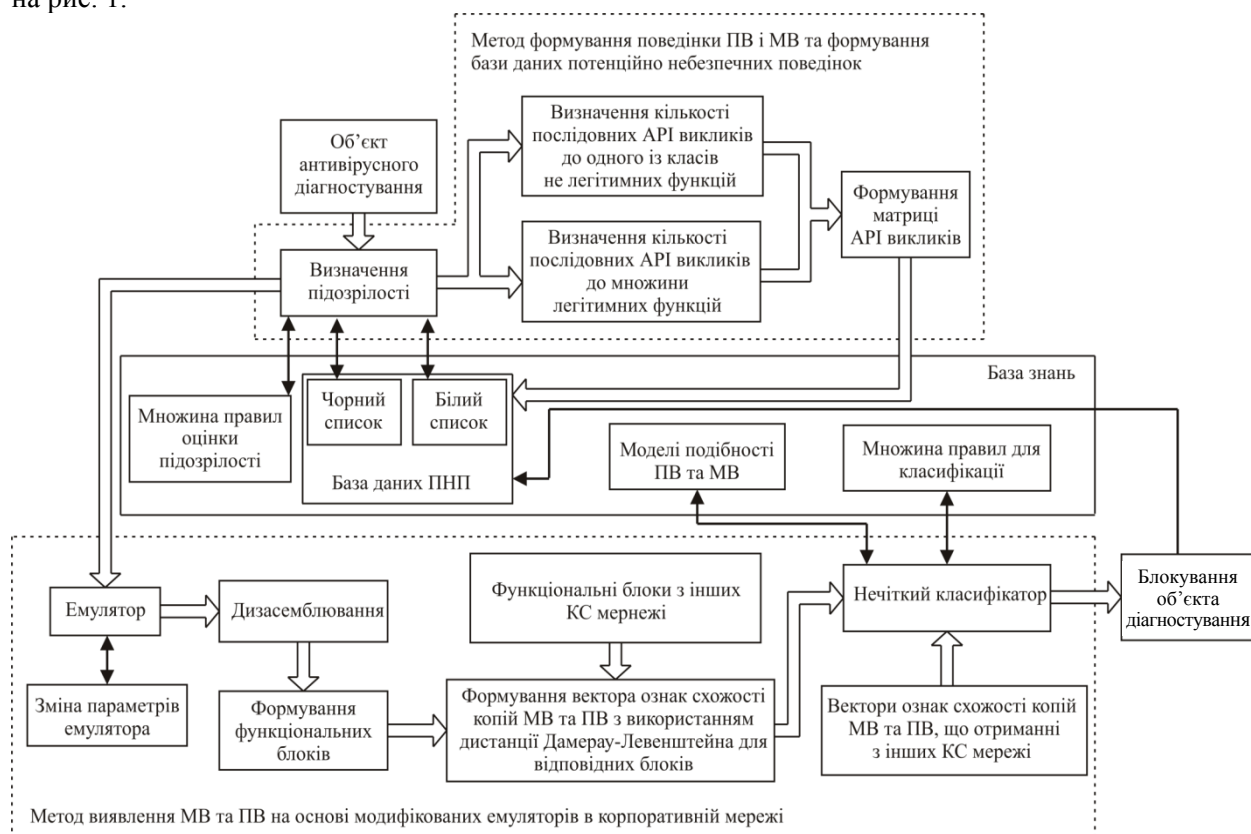 на рис. 1.
Метод формування поведінки ПВ і МВ та формування
бази даних потенційно небезпечних поведінок
Об’єкт
антивірусного
діагностування
Визначення кількості
послідовних API викликів
до одного із класів
не легітимних функцій
Формування
матриці
API викликів
Визначення
підозрілості
Визначення кількості
послідовних API викликів
до множини
легітимних функцій
База знань
Множина правил
оцінки
підозрілості
Чорний
список
Білий
список
База даних ПНП
Моделі подібності
ПВ та МВ
Множина правил для
класифікації
Емулятор
Дизасемблювання
Функціональні блоки з інших
КС мернежі
Нечіткий класифікатор
Блокування
об’єкта
діагностування
Зміна параметрів
емулятора
Формування
функціональних
блоків
Формування вектора ознак схожості
копій МВ та ПВ з використанням
дистанції Дамерау-Левенштейна для
відповідних блоків
Вектори ознак схожості копій
МВ та ПВ, що отриманні
з інших КС мережі
Метод виявлення МВ та ПВ на основі модифікованих емуляторів в корпоративній мережі